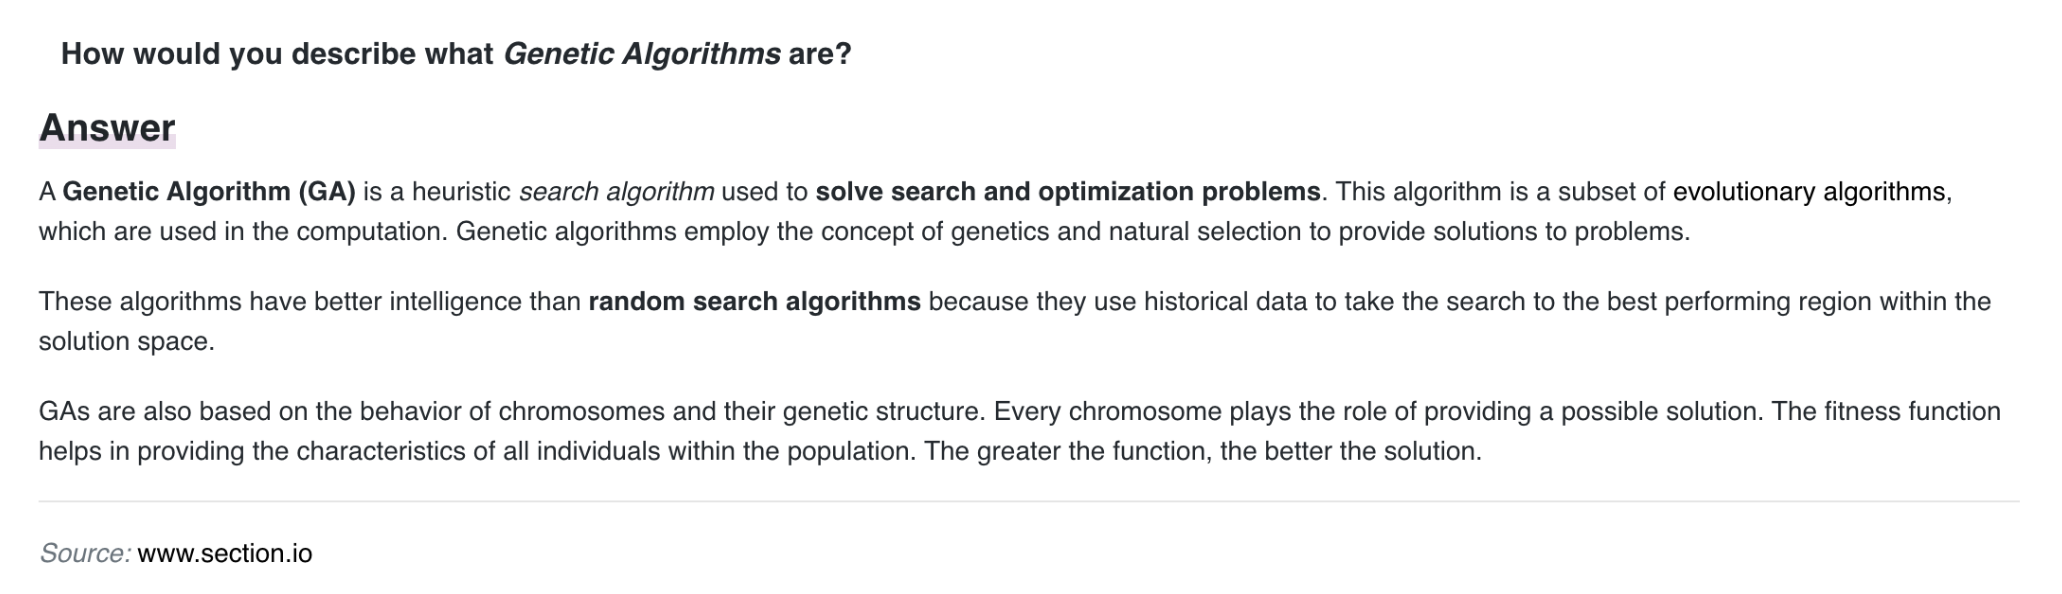 How would you describe what Genetic Algorithms are?
Answer
A Genetic Algorithm (GA) is a heuristic search algorithm used to solve search and optimization problems. This algorithm is a subset of evolutionary algorithms,
which are used in the computation. Genetic algorithms employ the concept of genetics and natural selection to provide solutions to problems.
These algorithms have better intelligence than random search algorithms because they use historical data to take the search to the best performing region within the
solution space.
GAs are also based on the behavior of chromosomes and their genetic structure. Every chromosome plays the role of providing a possible solution. The fitness function
helps in providing the characteristics of all individuals within the population. The greater the function, the better the solution.
Source: www.section.io